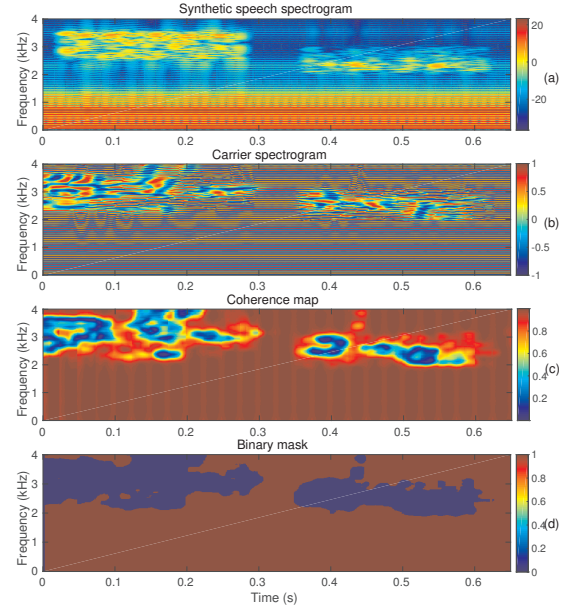 Synthetic speech spectrogram
Frequency (kHz)
4
3
2
1
0
0 0.1 0.2 0.3 0.4 0.5 0.6
20
0
-20
(a)
Carrier spectrogram
Frequency (kHz)
4
3
2
1
0
0 0.1 0.2 0.3 0.4 0.5 0.6
1
0.5
0
-0.5
-1
(b)
Coherence map
Frequency (kHz)
4
3
2
1
0
0 0.1 0.2 0.3 0.4 0.5 0.6
0.8
0.6
0.4
0.2
(c)
Binary mask
Frequency (kHz)
4
3
2
1
0
0 0.1 0.2 0.3 0.4 0.5 0.6
1
0.8
0.6
0.4
0.2
0
(d)
Time (s)